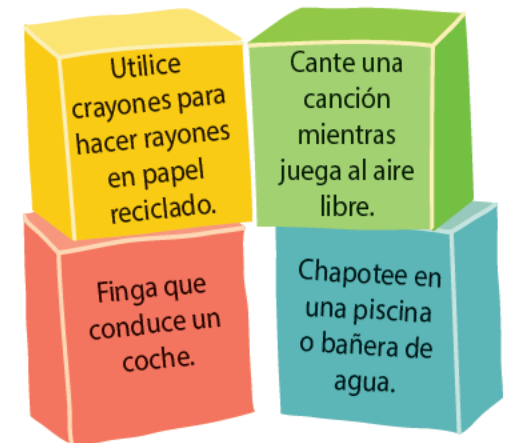 Utilice
crayones para
hacer rayones
en papel
reciclado.
Cante una
canción
mientras
juega al aire
libre.
Finga que
conduce un
coche.
Chapotee en
una piscina
o bañera de
agua.